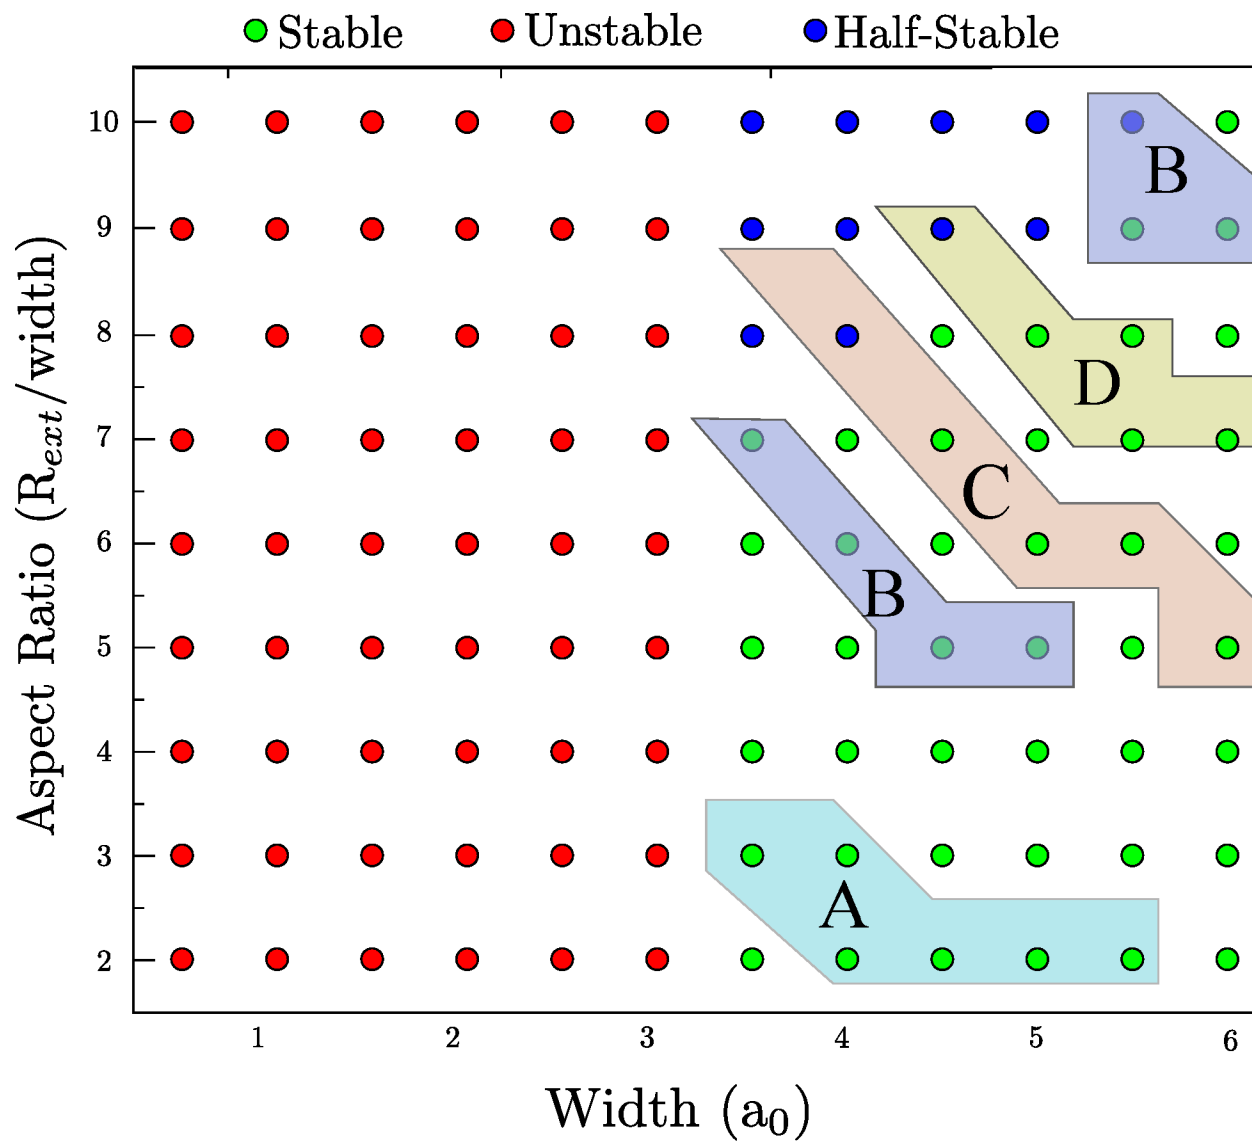 Stable Unstable Half-Stable
10
B
9
8
D
7
C
6
B
5
4
3
A
2
1 2 3 4 5 6
Aspect Ratio (R_ext/width)
Width (a₀)